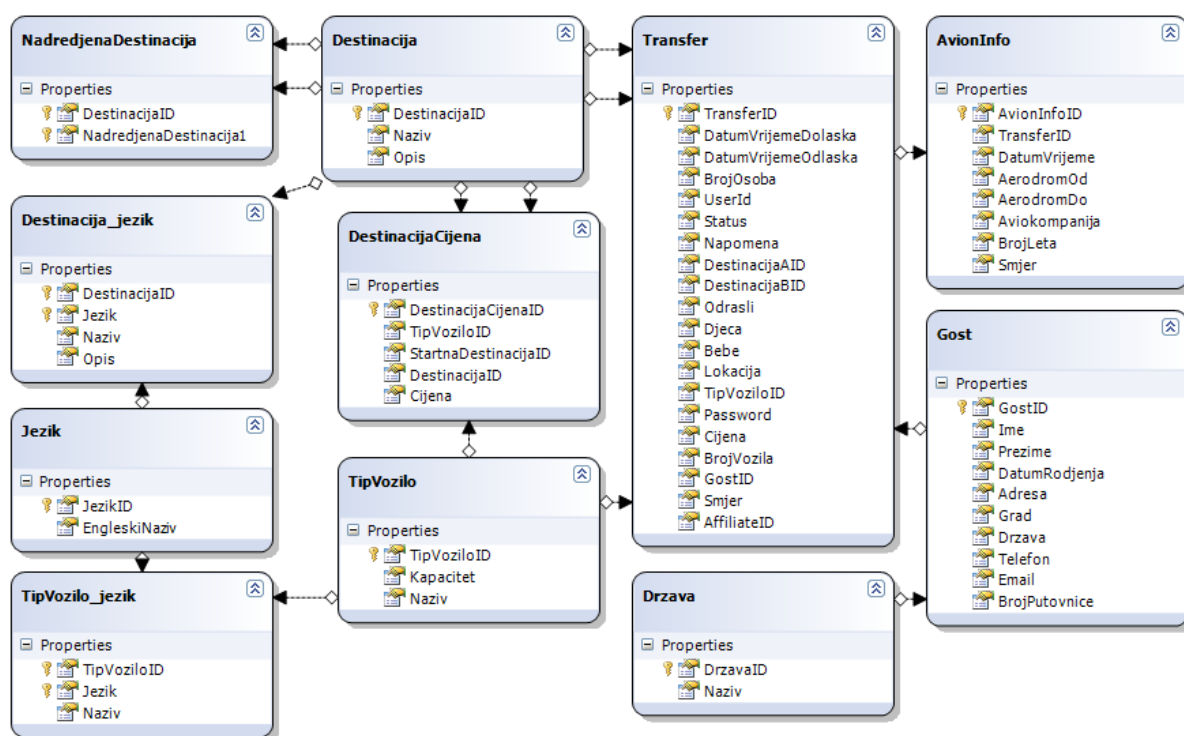 NadredjenaDestinacija
Properties
DestinacijaID
NadredjenaDestinacija1
Destinacija
Properties
DestinacijaID
Naziv
Opis
Transfer
Properties
TransferID
DatumVrijemeDolaska
DatumVrijemeOdlaska
BrojOsoba
UserId
Status
Napomena
DestinacijaAID
DestinacijaBID
Odrasli
Djeca
Bebe
Lokacija
TipVoziloID
Password
Cijena
BrojVozila
GostID
Smjer
AffiliateID
AvionInfo
Properties
AvionInfoID
TransferID
DatumVrijeme
AerodromOd
AerodromDo
Aviokompanija
BrojLeta
Smjer
Destinacija_jezik
Properties
DestinacijaID
Jezik
Naziv
Opis
DestinacijaCijena
Properties
DestinacijaCijenaID
TipVoziloID
StartnaDestinacijaID
DestinacijaID
Cijena
Gost
Properties
GostID
Ime
Prezime
DatumRodjenja
Adresa
Grad
Drzava
Telefon
Email
BrojPutovnice
Jezik
Properties
JezikID
EngleskiNaziv
TipVozilo
Properties
TipVoziloID
Kapacitet
Naziv
TipVozilo_jezik
Properties
TipVoziloID
Jezik
Naziv
Drzava
Properties
DrzavaID
Naziv